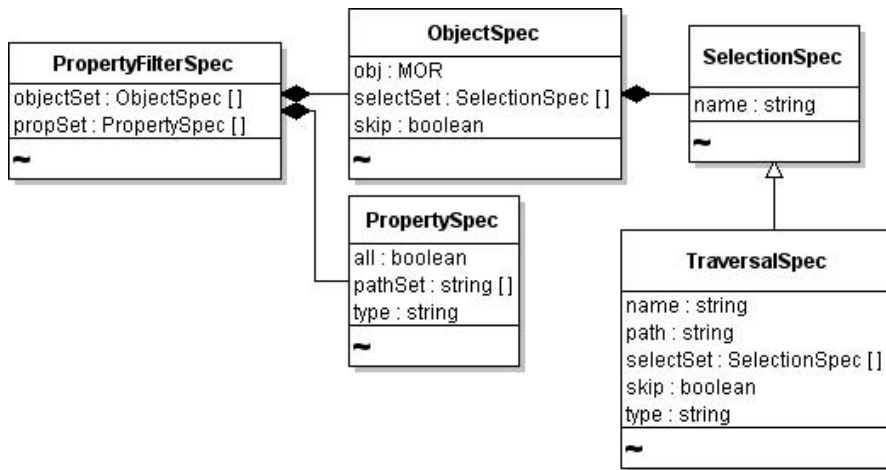 PropertyFilterSpec
objectSet : ObjectSpec [ ]
propSet : PropertySpec [ ]
~
ObjectSpec
obj : MOR
selectSet : SelectionSpec [ ]
skip : boolean
~
SelectionSpec
name : string
~
PropertySpec
all : boolean
pathSet : string [ ]
type : string
~
TraversalSpec
name : string
path : string
selectSet : SelectionSpec [ ]
skip : boolean
type : string
~